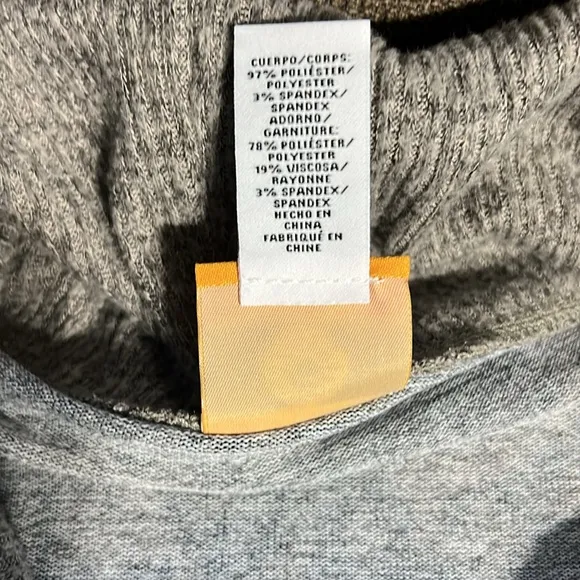 CUERPO/CORPS:
97% POLIÉSTER/
POLYESTER
3% SPANDEX/
SPANDEX
ADORNO/
GARNITURE:
78% POLIÉSTER/
POLYESTER
19% VISCOSA/
RAYONNE
3% SPANDEX/
SPANDEX
HECHO EN
CHINA
FABRIQUÉ EN
CHINE